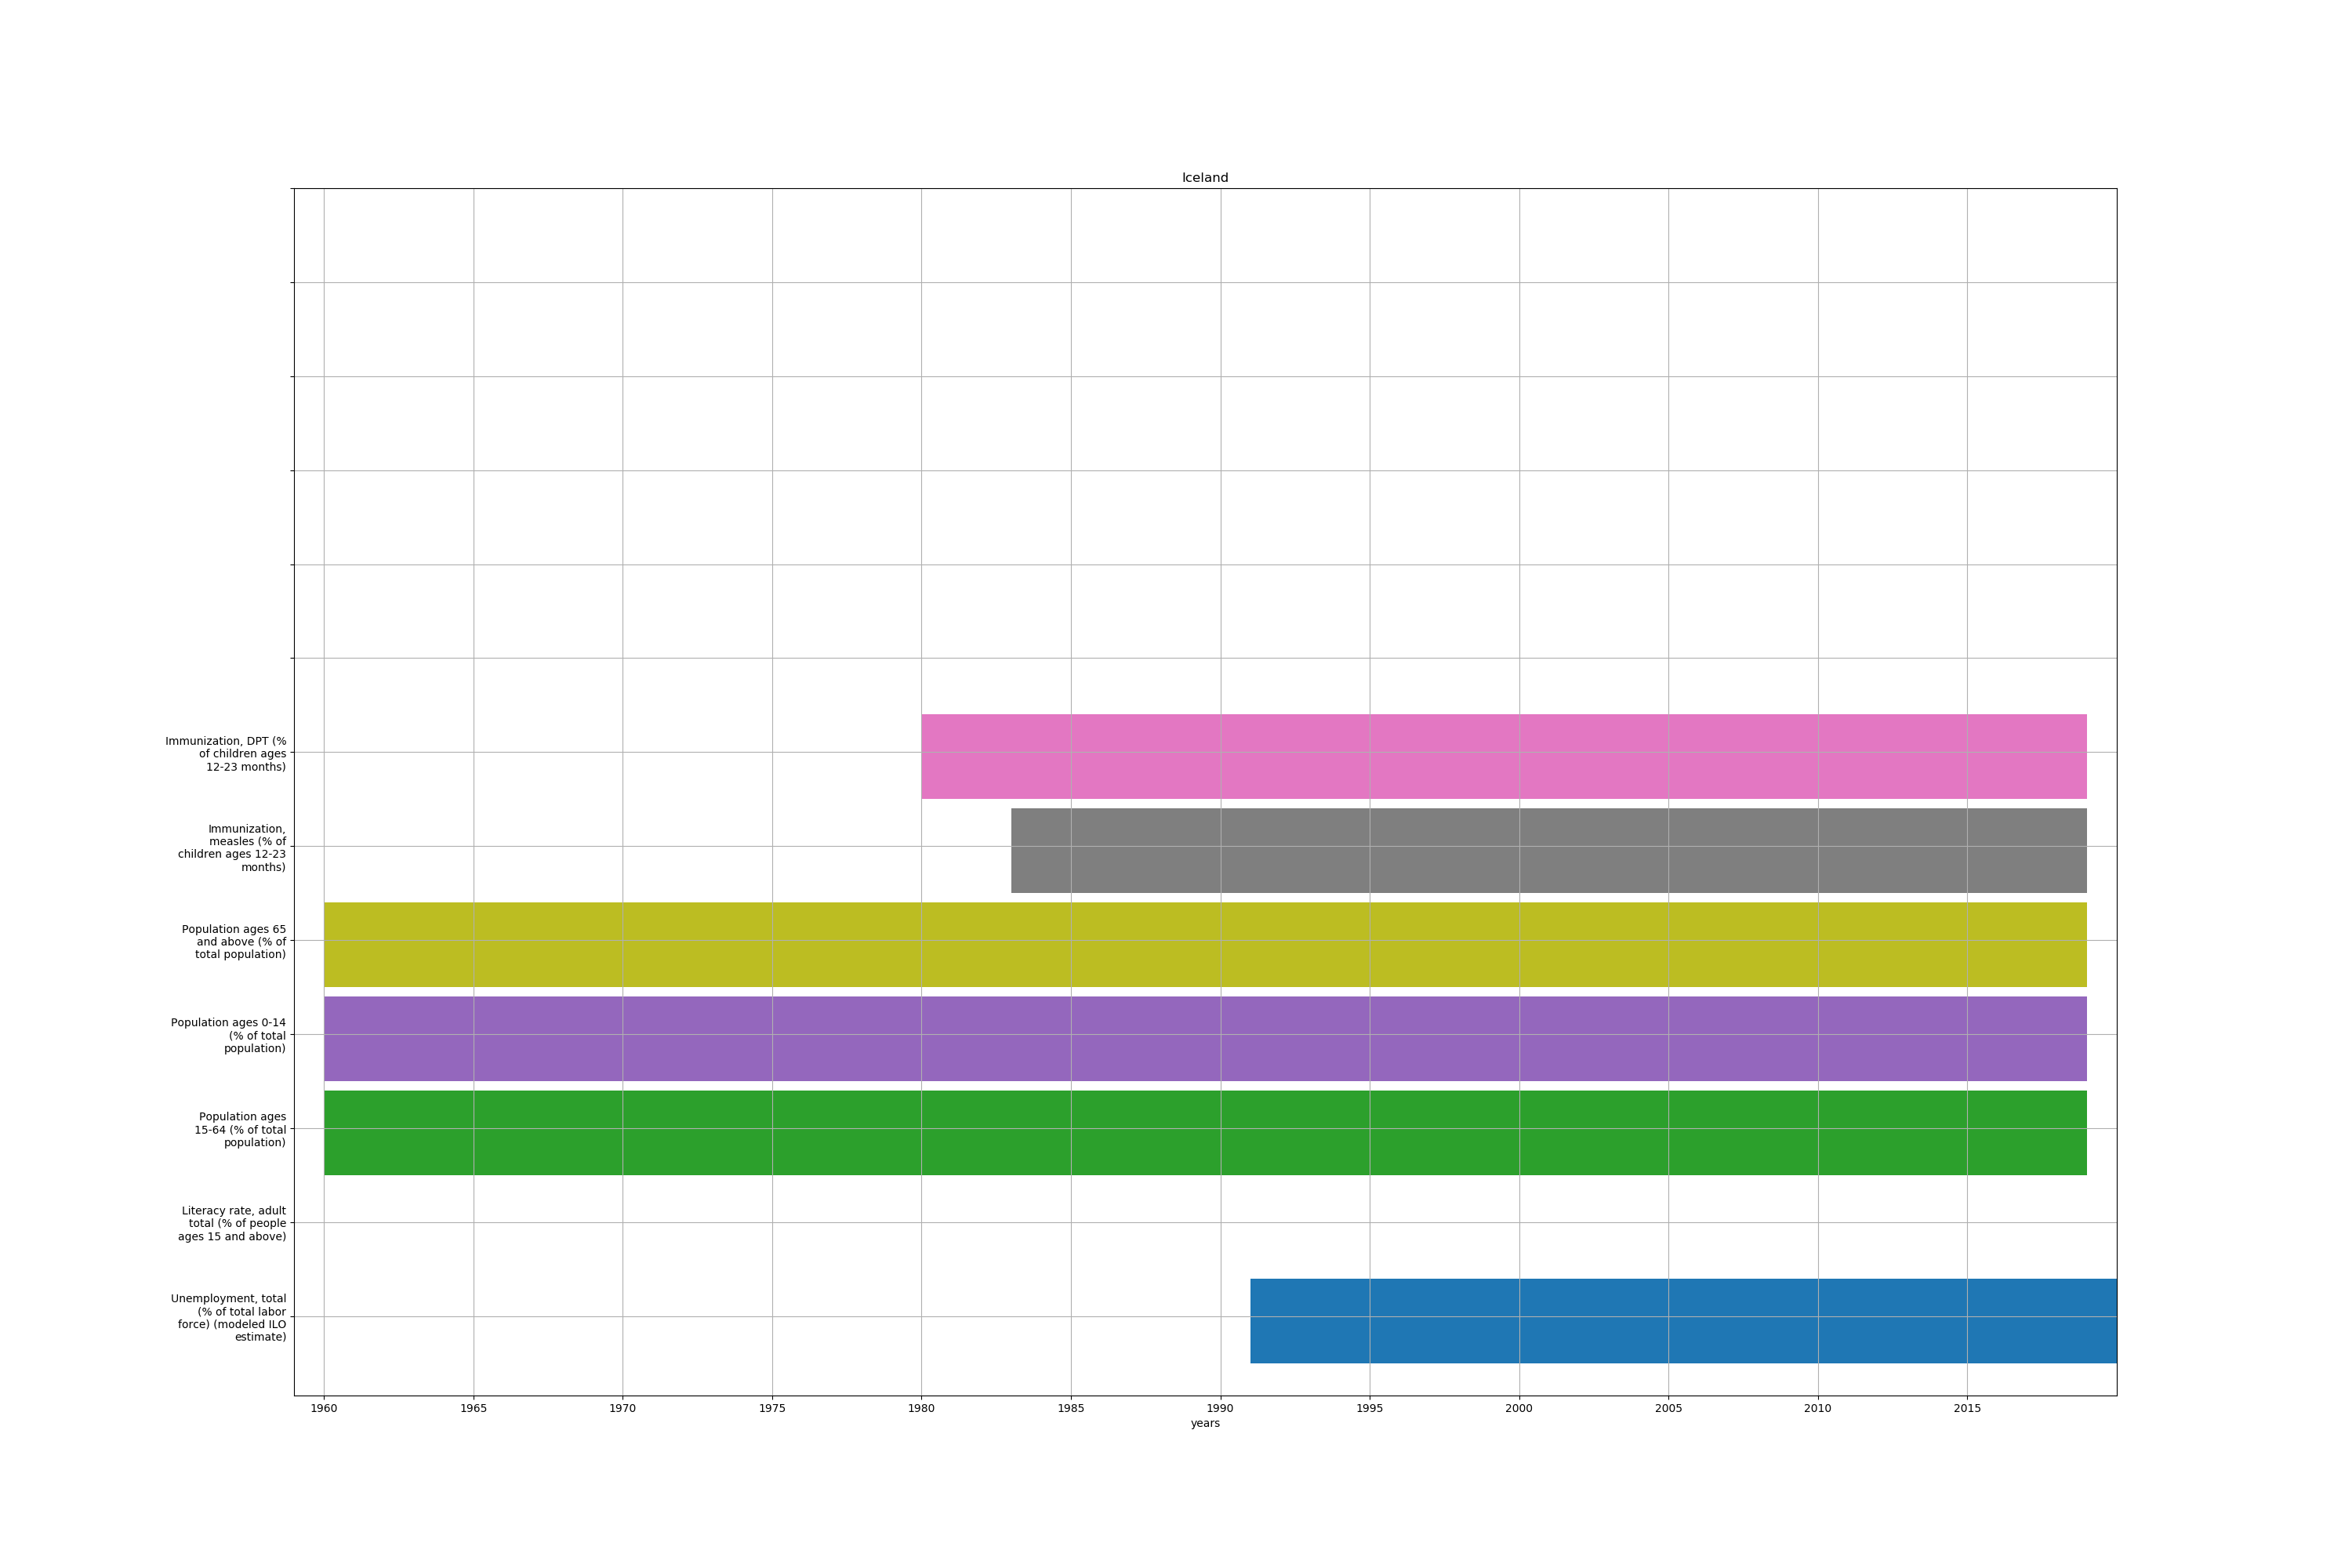 Iceland
Immunization, DPT (%
of children ages
12-23 months)
Immunization,
measles (% of
children ages 12-23
months)
Population ages 65
and above (% of
total population)
Population ages 0-14
(% of total
population)
Population ages
15-64 (% of total
population)
Literacy rate, adult
total (% of people
ages 15 and above)
Unemployment, total
(% of total labor
force) (modeled ILO
estimate)
1960 1965 1970 1975 1980 1985 1990 1995 2000 2005 2010 2015
years